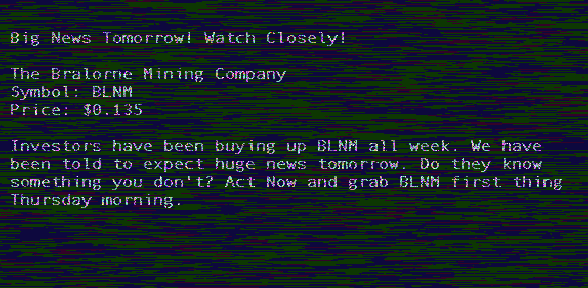 Big News Tomorrow! Watch Closely!
The Bralorne Mining Company
Symbol: BLNM
Price: $0.135
Investors have been buying up BLNM all week. We have
been told to expect huge news tomorrow. Do they know
something you don't? Act Now and grab BLNM first thing
Thursday morning.